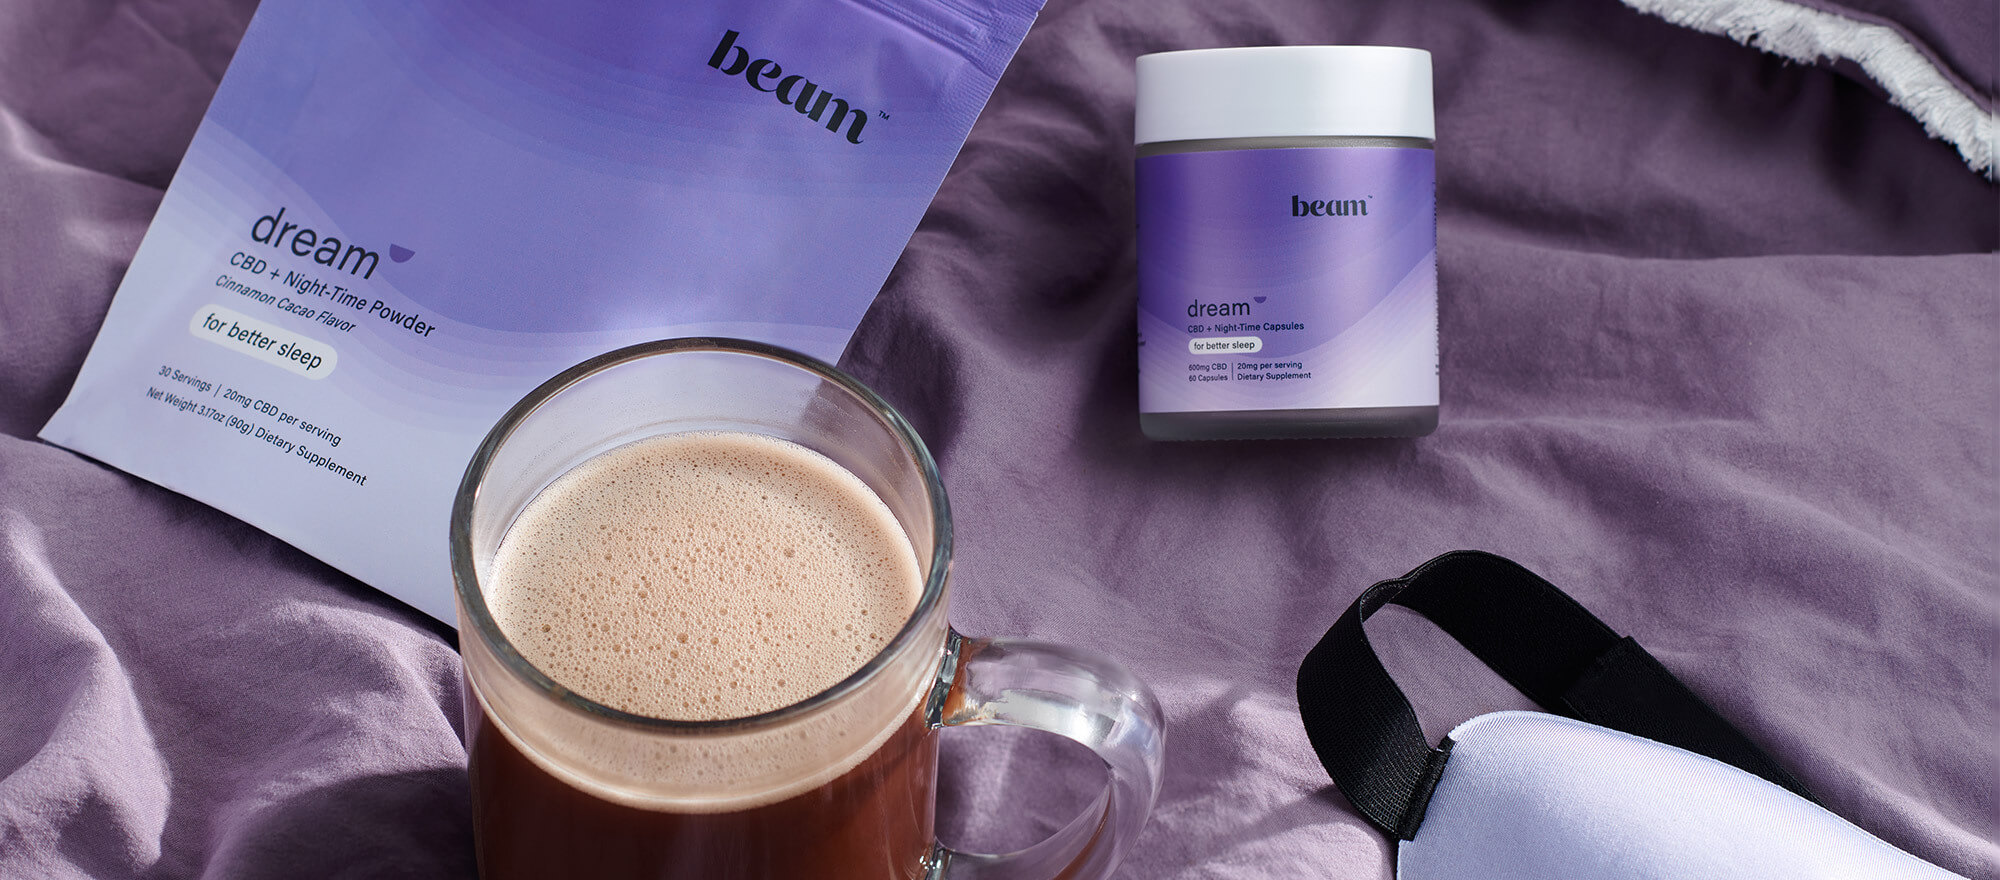 beam™
dream
CBD + Night-Time Powder
Cinnamon Cacao Flavor
for better sleep
30 Servings | 20mg CBD per serving
Net Weight 3.17oz (90g) Dietary Supplement
beam™
dream
CBD + Night-Time Capsules
for better sleep
600mg CBD | 20mg per serving
60 Capsules | Dietary Supplement